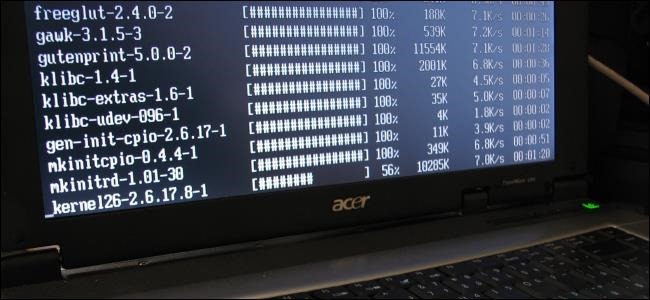 freeglut-2.4.0-2 [################] 100% 188K 7.1K/s 00:00:26
gawk-3.1.5-3 [################] 100% 539K 7.2K/s 00:01:14
gutenprint-5.0.0-2 [################] 100% 11554K 7.1K/s 00:01:28
klibc-1.4-1 [################] 100% 2001K 6.8K/s 00:00:36
klibc-extras-1.6-1 [################] 100% 27K 4.5K/s 00:00:05
klibc-udev-096-1 [################] 100% 35K 5.0K/s 00:00:07
gen-init-cpio-2.6.17-1 [################] 100% 4K 1.8K/s 00:00:02
mkinitcpio-0.4.4-1 [################] 100% 11K 3.9K/s 00:00:02
mkinitrd-1.01-30 [################] 100% 349K 6.8K/s 00:00:51
kernel26-2.6.17.8-1 [######## ] 56% 18285K 7.0K/s 00:01:20
acer